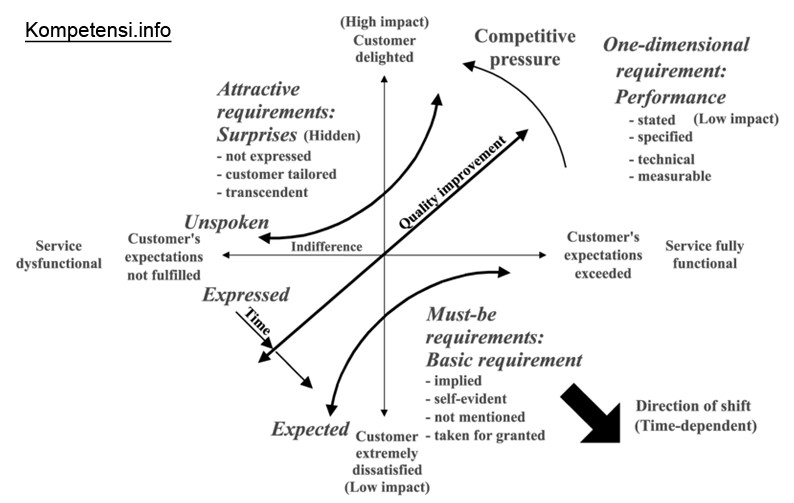 Kompetensi.info
(High impact)
Customer
delighted
Competitive
pressure
One-dimensional
requirement:
Performance
- stated (Low impact)
- specified
- technical
- measurable
Attractive
requirements:
Surprises (Hidden)
- not expressed
- customer tailored
- transcendent
Quality improvement
Unspoken
Service
dysfunctional
Customer's
expectations
not fulfilled
Indifference
Customer's
expectations
exceeded
Service fully
functional
Expressed
Time
Must-be
requirements:
Basic requirement
- implied
- self-evident
- not mentioned
- taken for granted
Expected
Customer
extremely
dissatisfied
(Low impact)
Direction of shift
(Time-dependent)